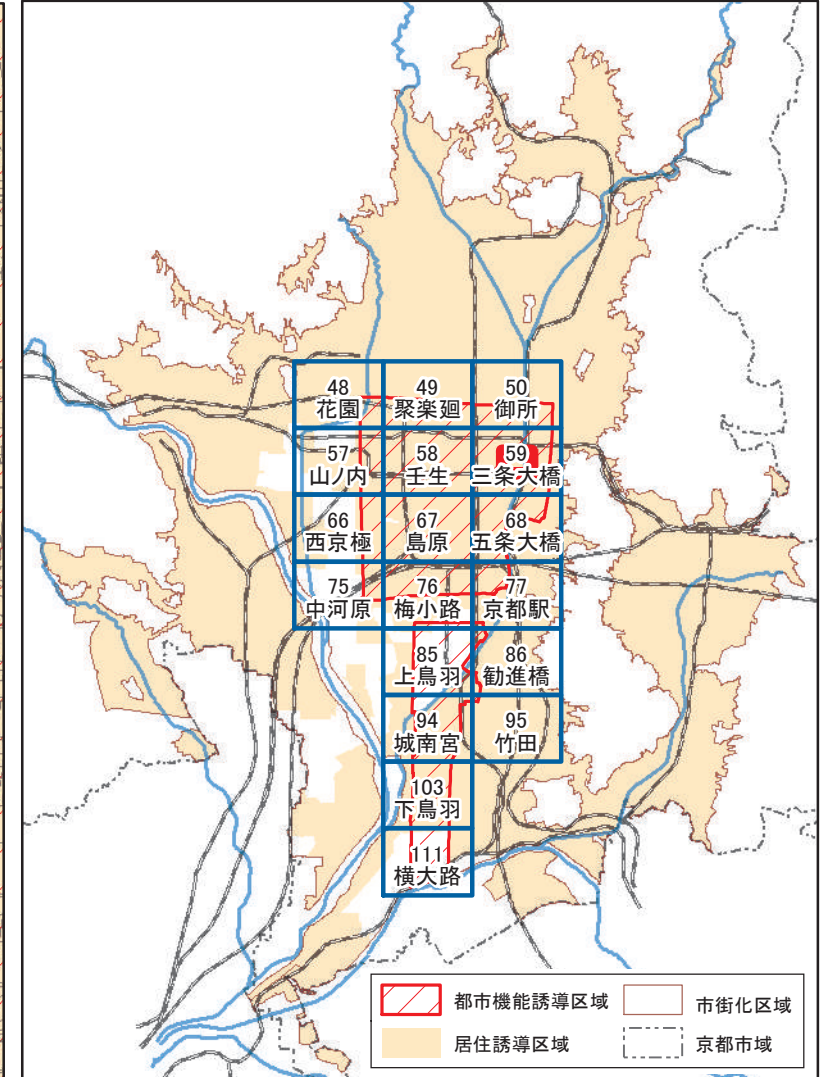 48
花園
49
聚楽廻
50
御所
57
山ノ内
58
壬生
59
三条大橋
66
西京極
67
島原
68
五条大橋
75
中河原
76
梅小路
77
京都駅
85
上鳥羽
86
勧進橋
94
城南宮
95
竹田
103
下鳥羽
111
横大路
都市機能誘導区域
市街化区域
居住誘導区域
京都市域